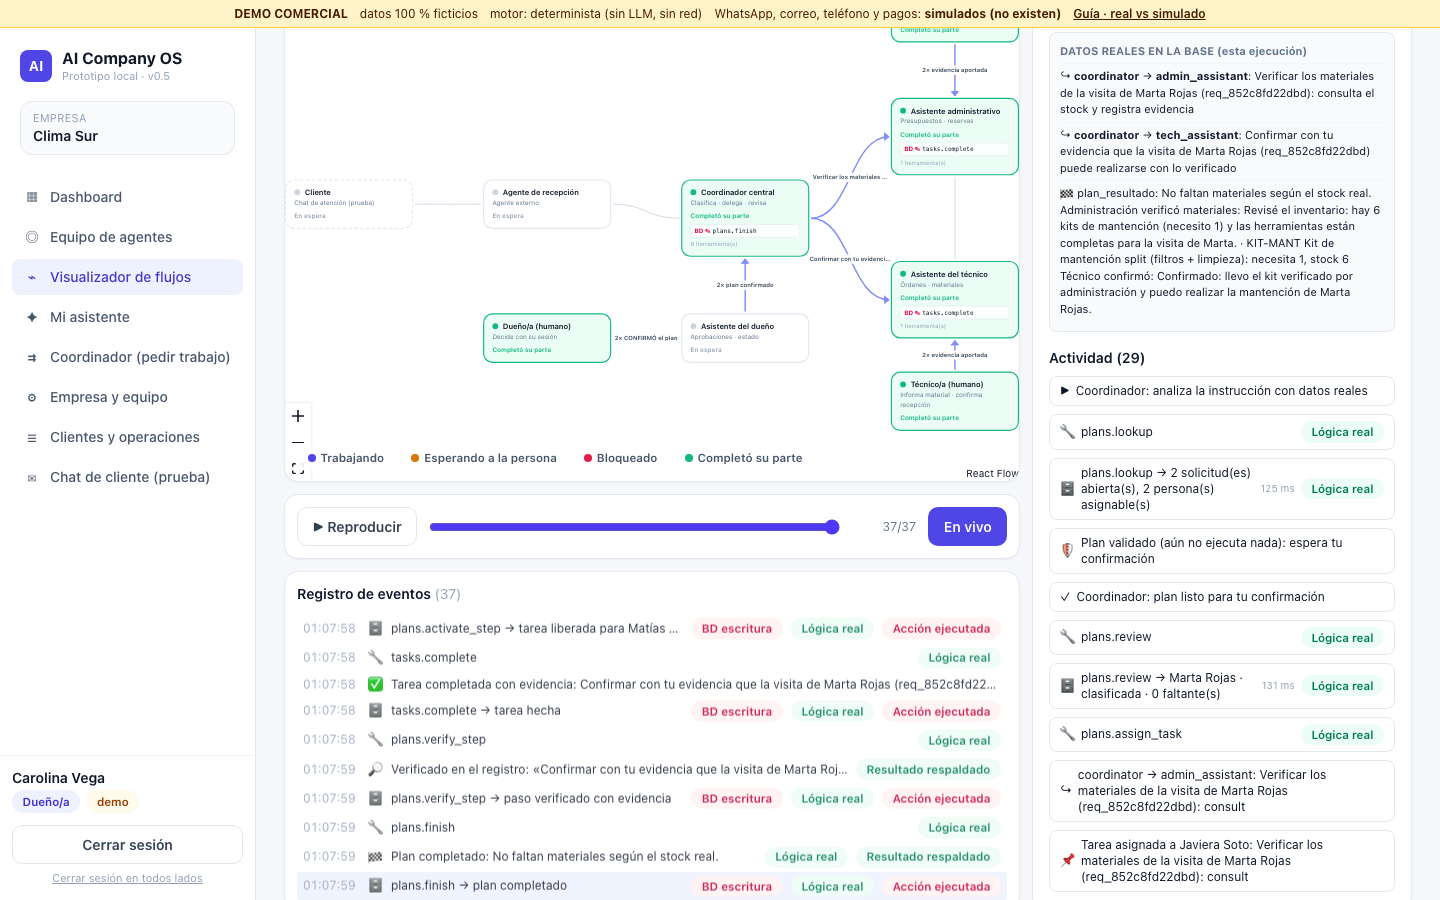 DEMO COMERCIAL datos 100 % ficticios motor: determinista (sin LLM, sin red) WhatsApp, correo, teléfono y pagos: simulados (no existen) Guía · real vs simulado
AI
AI Company OS
Prototipo local · v0.5
EMPRESA
Clima Sur
Dashboard
Equipo de agentes
Visualizador de flujos
Mi asistente
Coordinador (pedir trabajo)
Empresa y equipo
Clientes y operaciones
Chat de cliente (prueba)
Carolina Vega
Dueño/a demo
Cerrar sesión
Cerrar sesión en todos lados
Completó su parte
2× evidencia aportada
Asistente administrativo
Presupuestos · reservas
Completó su parte
BD tasks.complete
1 herramienta(s)
Verificar los materiales ...
Cliente
Chat de atención (prueba)
En espera
Agente de recepción
Agente externo
En espera
Coordinador central
Clasifica · delega · revisa
Completó su parte
BD plans.finish
8 herramienta(s)
Confirmar con tu evidenci...
Asistente del técnico
Órdenes · materiales
Completó su parte
BD tasks.complete
1 herramienta(s)
2× plan confirmado
Dueño/a (humano)
Decide con su sesión
Completó su parte
2× CONFIRMÓ el plan
Asistente del dueño
Aprobaciones · estado
En espera
2× evidencia aportada
Técnico/a (humano)
Informa material · confirma
recepción
Completó su parte
Trabajando Esperando a la persona Bloqueado Completó su parte
React Flow
Reproducir 37/37 En vivo
Registro de eventos (37)
01:07:58 plans.activate_step → tarea liberada para Matías ... BD escritura Lógica real Acción ejecutada
01:07:58 tasks.complete Lógica real
01:07:58 Tarea completada con evidencia: Confirmar con tu evidencia que la visita de Marta Rojas (req_852c8fd22...
01:07:58 tasks.complete → tarea hecha BD escritura Lógica real Acción ejecutada
01:07:58 plans.verify_step Lógica real
01:07:59 Verificado en el registro: «Confirmar con tu evidencia que la visita de Marta Roj... Resultado respaldado
01:07:59 plans.verify_step → paso verificado con evidencia BD escritura Lógica real Acción ejecutada
01:07:59 plans.finish Lógica real
01:07:59 Plan completado: No faltan materiales según el stock real. Lógica real Resultado respaldado
01:07:59 plans.finish → plan completado BD escritura Lógica real Acción ejecutada
DATOS REALES EN LA BASE (esta ejecución)
↪ coordinator → admin_assistant: Verificar los materiales
de la visita de Marta Rojas (req_852c8fd22dbd): consulta el
stock y registra evidencia
↪ coordinator → tech_assistant: Confirmar con tu
evidencia que la visita de Marta Rojas (req_852c8fd22dbd)
puede realizarse con lo verificado
plan_resultado: No faltan materiales según el stock real.
Administración verificó materiales: Revisé el inventario: hay 6
kits de mantención (necesito 1) y las herramientas están
completas para la visita de Marta. · KIT-MANT Kit de
mantención split (filtros + limpieza): necesita 1, stock 6
Técnico confirmó: Confirmado: llevo el kit verificado por
administración y puedo realizar la mantención de Marta
Rojas.
Actividad (29)
Coordinador: analiza la instrucción con datos reales
plans.lookup Lógica real
plans.lookup → 2 solicitud(es)
abierta(s), 2 persona(s)
asignable(s)
125 ms Lógica real
Plan validado (aún no ejecuta nada): espera tu
confirmación
✓ Coordinador: plan listo para tu confirmación
plans.review Lógica real
plans.review → Marta Rojas ·
clasificada · 0 faltante(s)
131 ms Lógica real
plans.assign_task Lógica real
coordinator → admin_assistant: Verificar los
↪ materiales de la visita de Marta Rojas
(req_852c8fd22dbd): consult
Tarea asignada a Javiera Soto: Verificar los
materiales de la visita de Marta Rojas
(req_852c8fd22dbd): consult